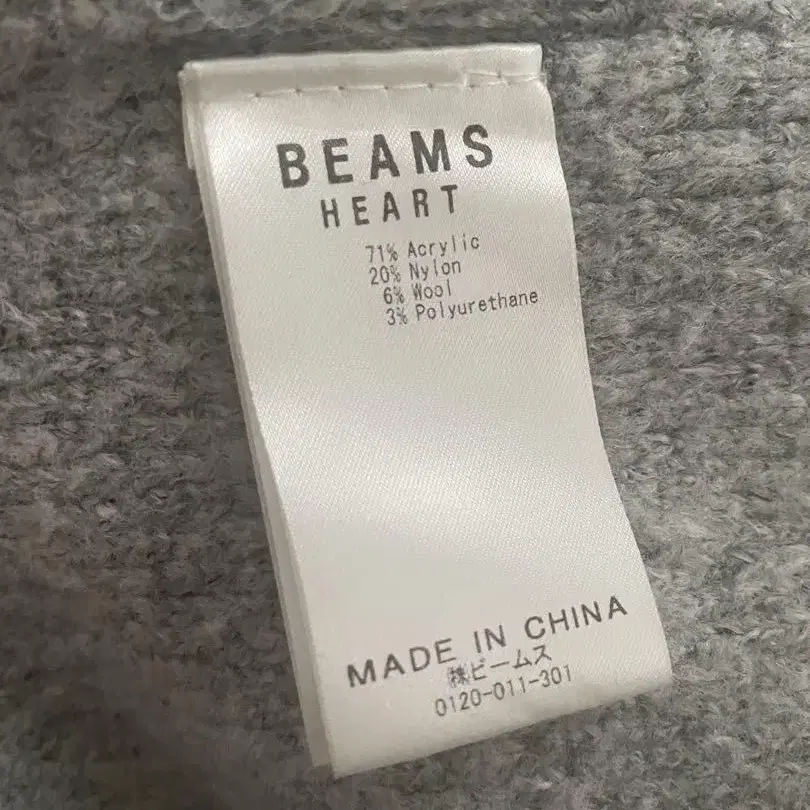 BEAMS
HEART
71% Acrylic
20% Nylon
6% Wool
3% Polyurethane
MADE IN CHINA
㈱ビームス
0120-011-301